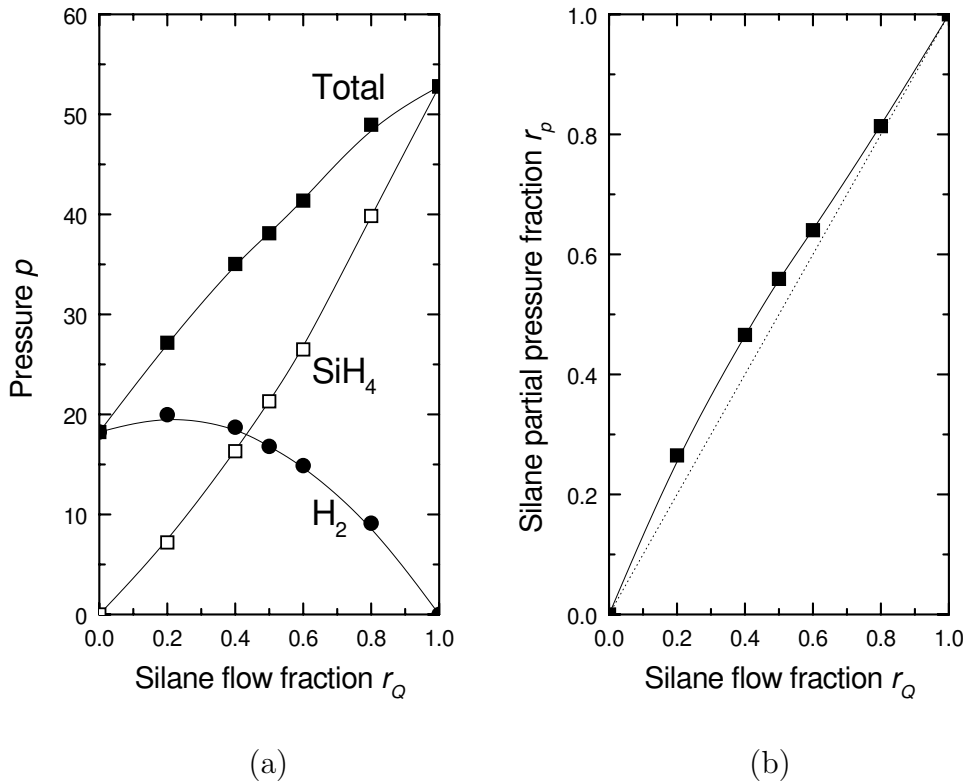 60
50
40
30
20
10
0
Pressure p
Total
SiH₄
H₂
0.0 0.2 0.4 0.6 0.8 1.0
Silane flow fraction r_Q
(a)
1.0
0.8
0.6
0.4
0.2
0.0
Silane partial pressure fraction r_p
0.0 0.2 0.4 0.6 0.8 1.0
Silane flow fraction r_Q
(b)